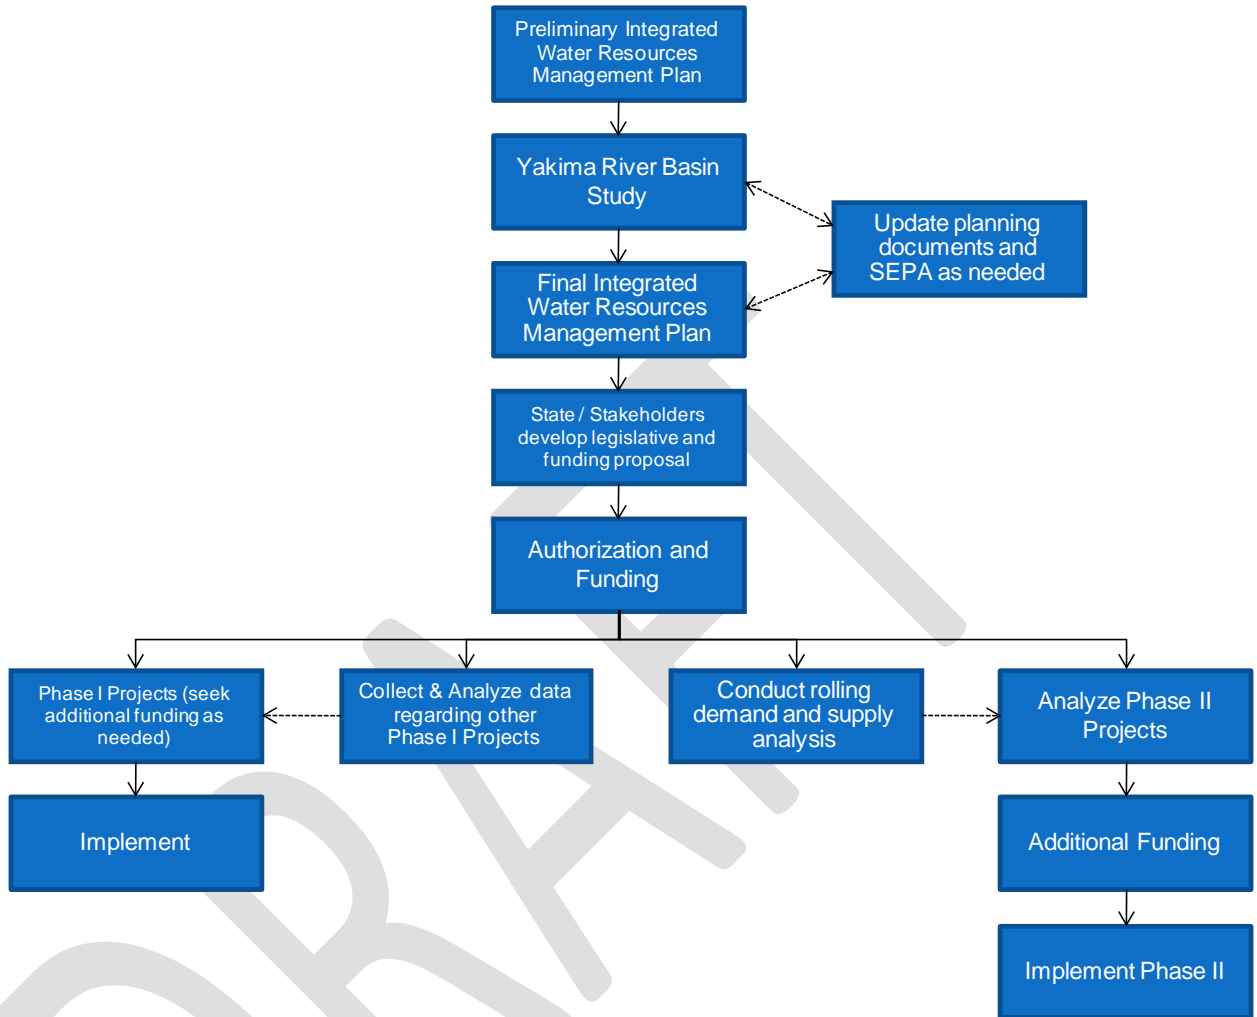 Preliminary Integrated
Water Resources
Management Plan
Yakima River Basin
Study
Update planning
documents and
SEPA as needed
Final Integrated
Water Resources
Management Plan
State / Stakeholders
develop legislative and
funding proposal
Authorization and
Funding
Phase I Projects (seek
additional funding as
needed)
Collect & Analyze data
regarding other
Phase I Projects
Conduct rolling
demand and supply
analysis
Analyze Phase II
Projects
Implement
Additional Funding
Implement Phase II
DRAFT